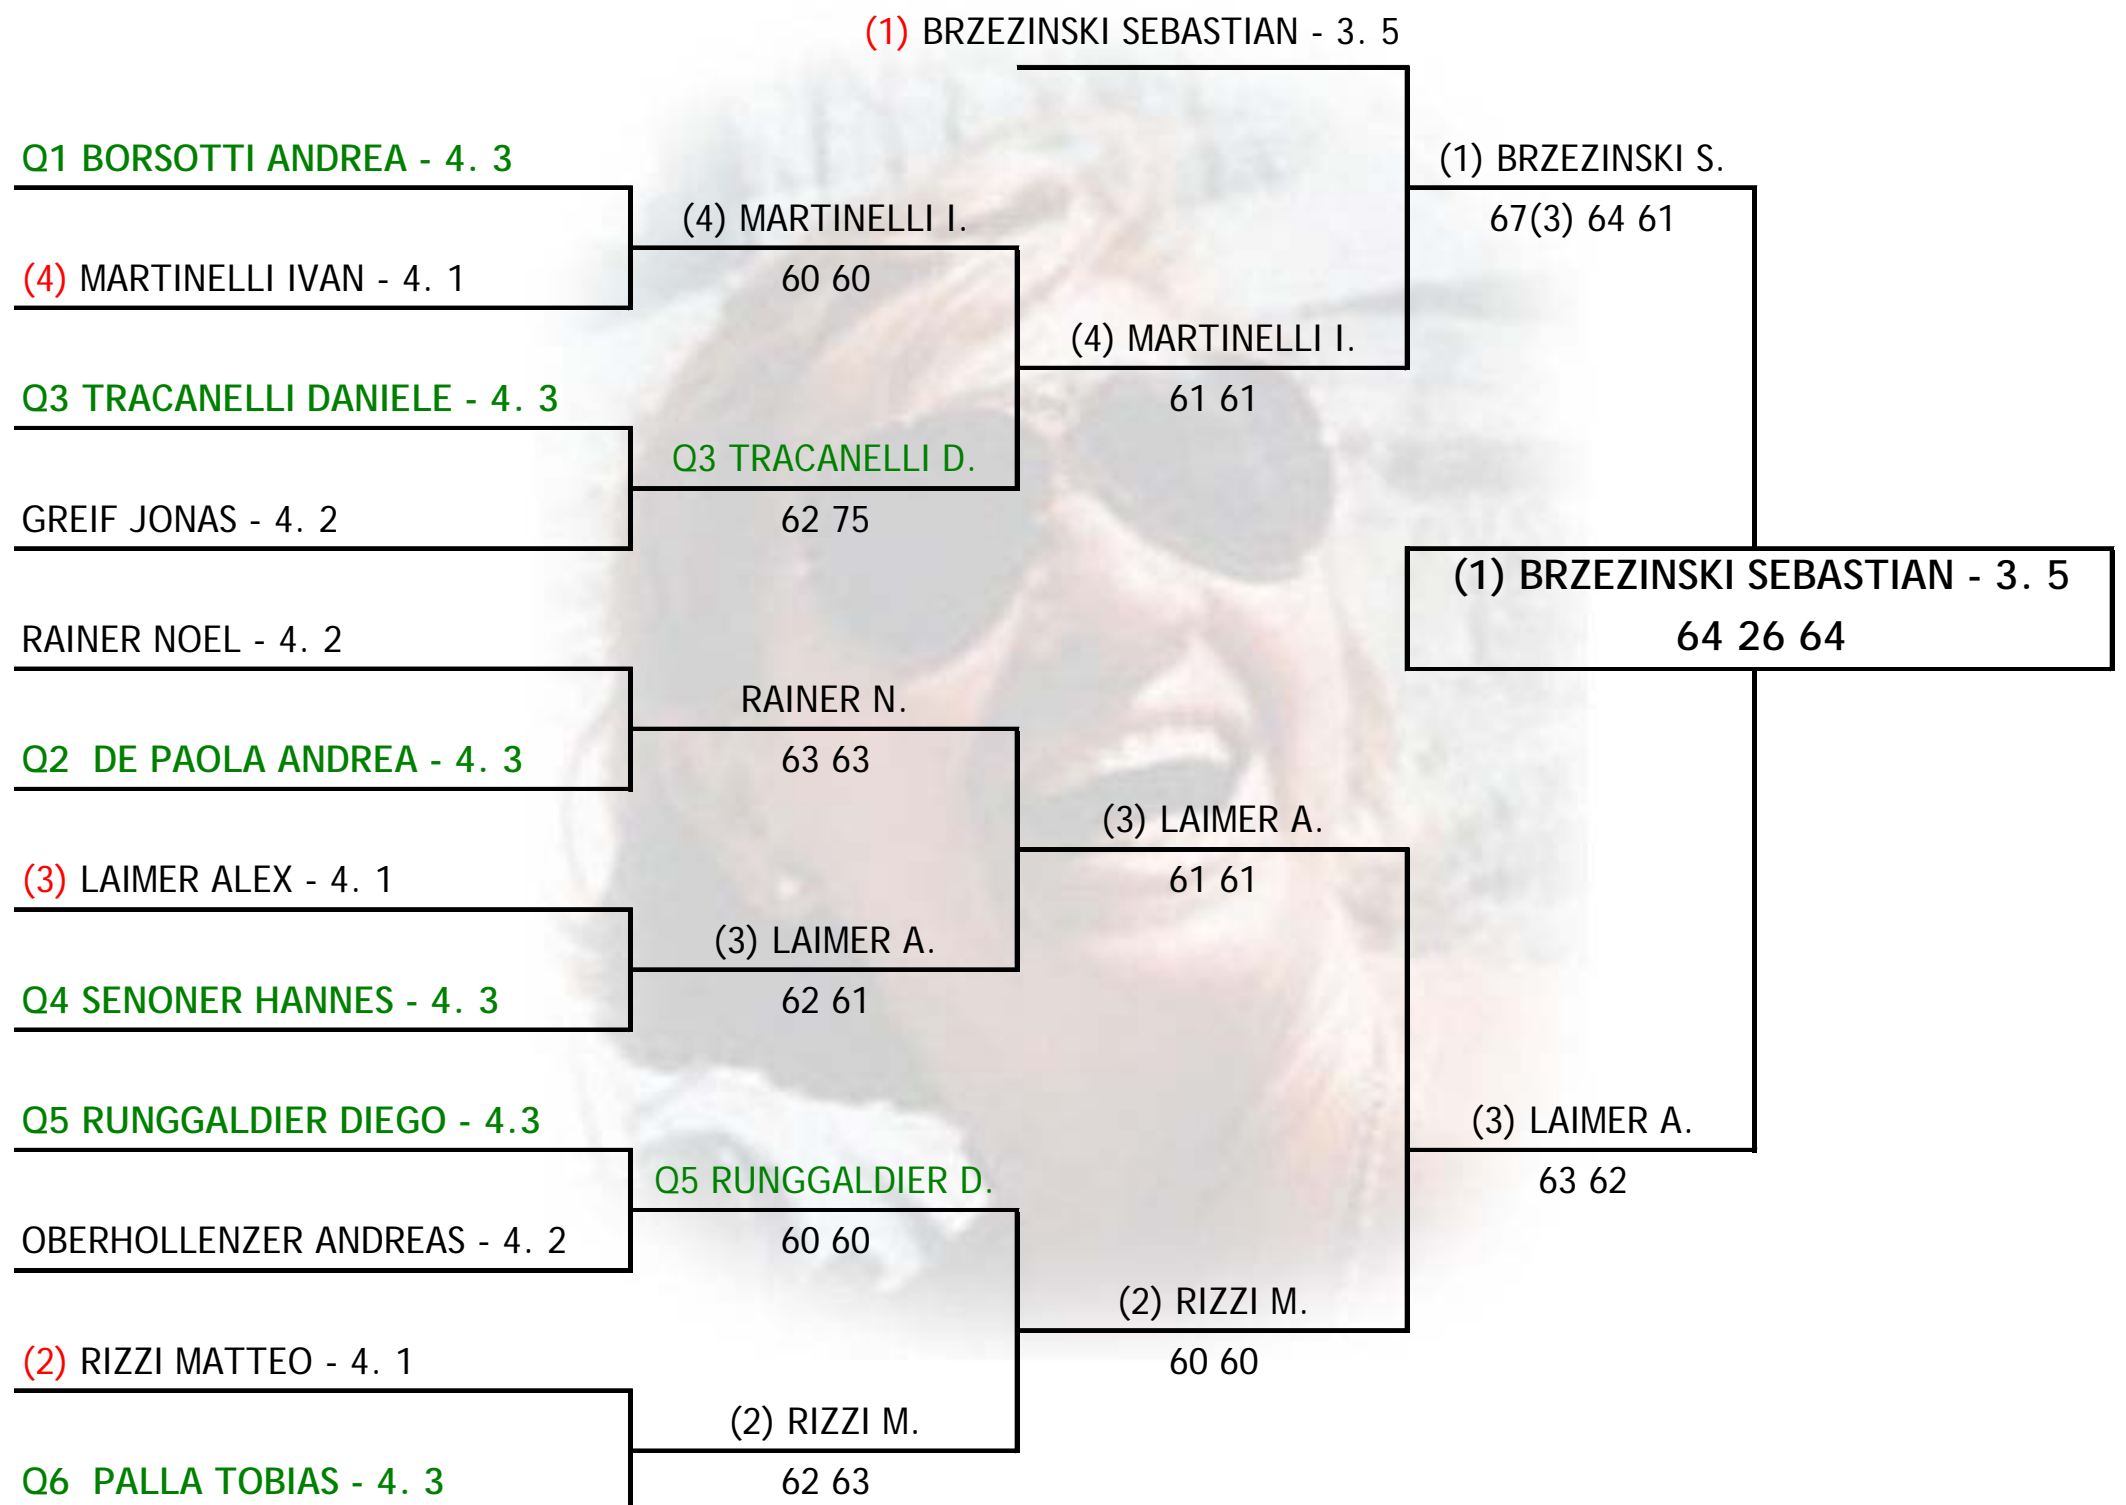 (1) BRZEZINSKI SEBASTIAN - 3. 5
Q1 BORSOTTI ANDREA - 4. 3
(1) BRZEZINSKI S.
(4) MARTINELLI I.
67(3) 64 61
(4) MARTINELLI IVAN - 4. 1
60 60
(4) MARTINELLI I.
Q3 TRACANELLI DANIELE - 4. 3
61 61
Q3 TRACANELLI D.
GREIF JONAS - 4. 2
62 75
(1) BRZEZINSKI SEBASTIAN - 3. 5
RAINER NOEL - 4. 2
64 26 64
RAINER N.
Q2 DE PAOLA ANDREA - 4. 3
63 63
(3) LAIMER A.
(3) LAIMER ALEX - 4. 1
61 61
(3) LAIMER A.
Q4 SENONER HANNES - 4. 3
62 61
Q5 RUNGGALDIER DIEGO - 4.3
(3) LAIMER A.
Q5 RUNGGALDIER D.
63 62
OBERHOLLENZER ANDREAS - 4. 2
60 60
(2) RIZZI M.
(2) RIZZI MATTEO - 4. 1
60 60
(2) RIZZI M.
Q6 PALLA TOBIAS - 4. 3
62 63